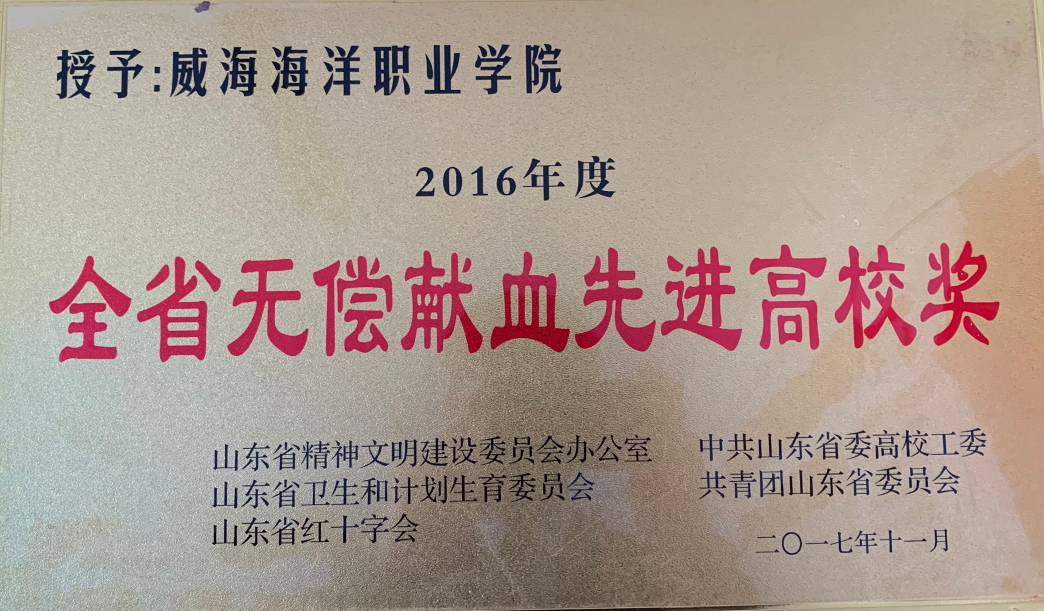 授予:威海海洋职业学院
2016年度
全省无偿献血先进高校奖
山东省精神文明建设委员会办公室 中共山东省委高校工委
山东省卫生和计划生育委员会 共青团山东省委员会
山东省红十字会
二〇一七年十一月